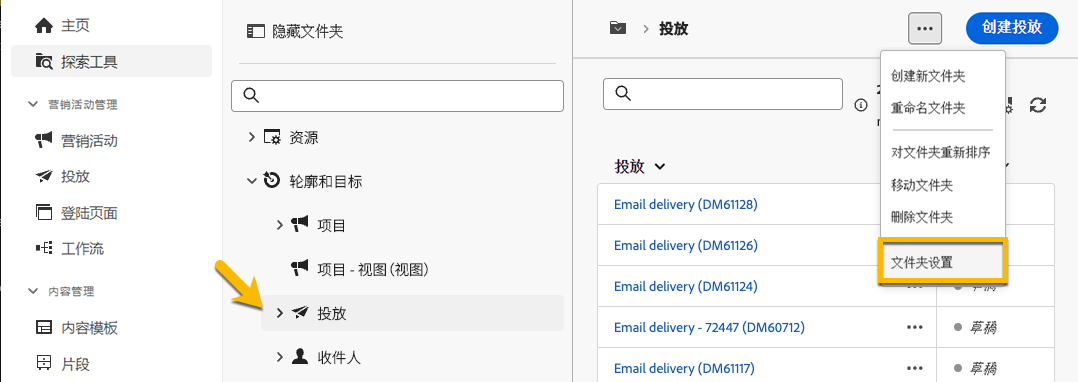 主页
探索工具
营销活动管理
营销活动
投放
登陆页面
工作流
内容管理
内容模板
片段
隐藏文件夹
资源
轮廓和目标
项目
项目 - 视图 (视图)
投放
收件人
投放
创建投放
创建新文件夹
重命名文件夹
对文件夹重新排序
移动文件夹
删除文件夹
文件夹设置
投放
Email delivery (DM61128)
Email delivery (DM61126)
Email delivery (DM61124)
草稿
Email delivery - 72447 (DM60712)
草稿
Email delivery (DM61117)
草稿